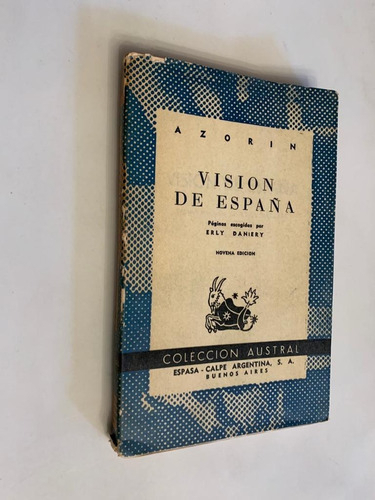 AZORIN
VISION
DE ESPAÑA
Páginas escogidas por
ERLY DANIERY
NOVENA EDICION
COLECCION AUSTRAL
ESPASA - CALPE ARGENTINA, S. A.
BUENOS AIRES